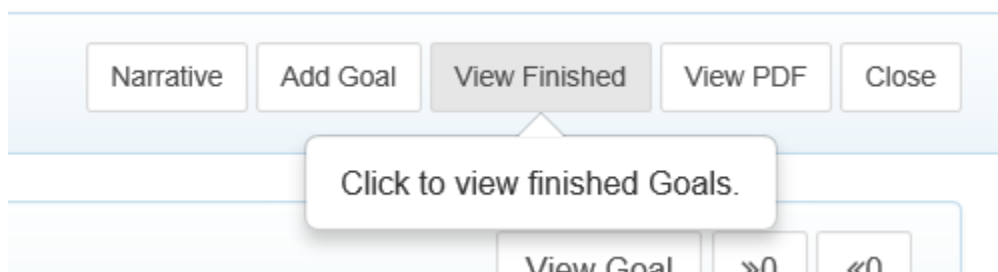 Narrative Add Goal View Finished View PDF Close
Click to view finished Goals.
View Goal »0 «0